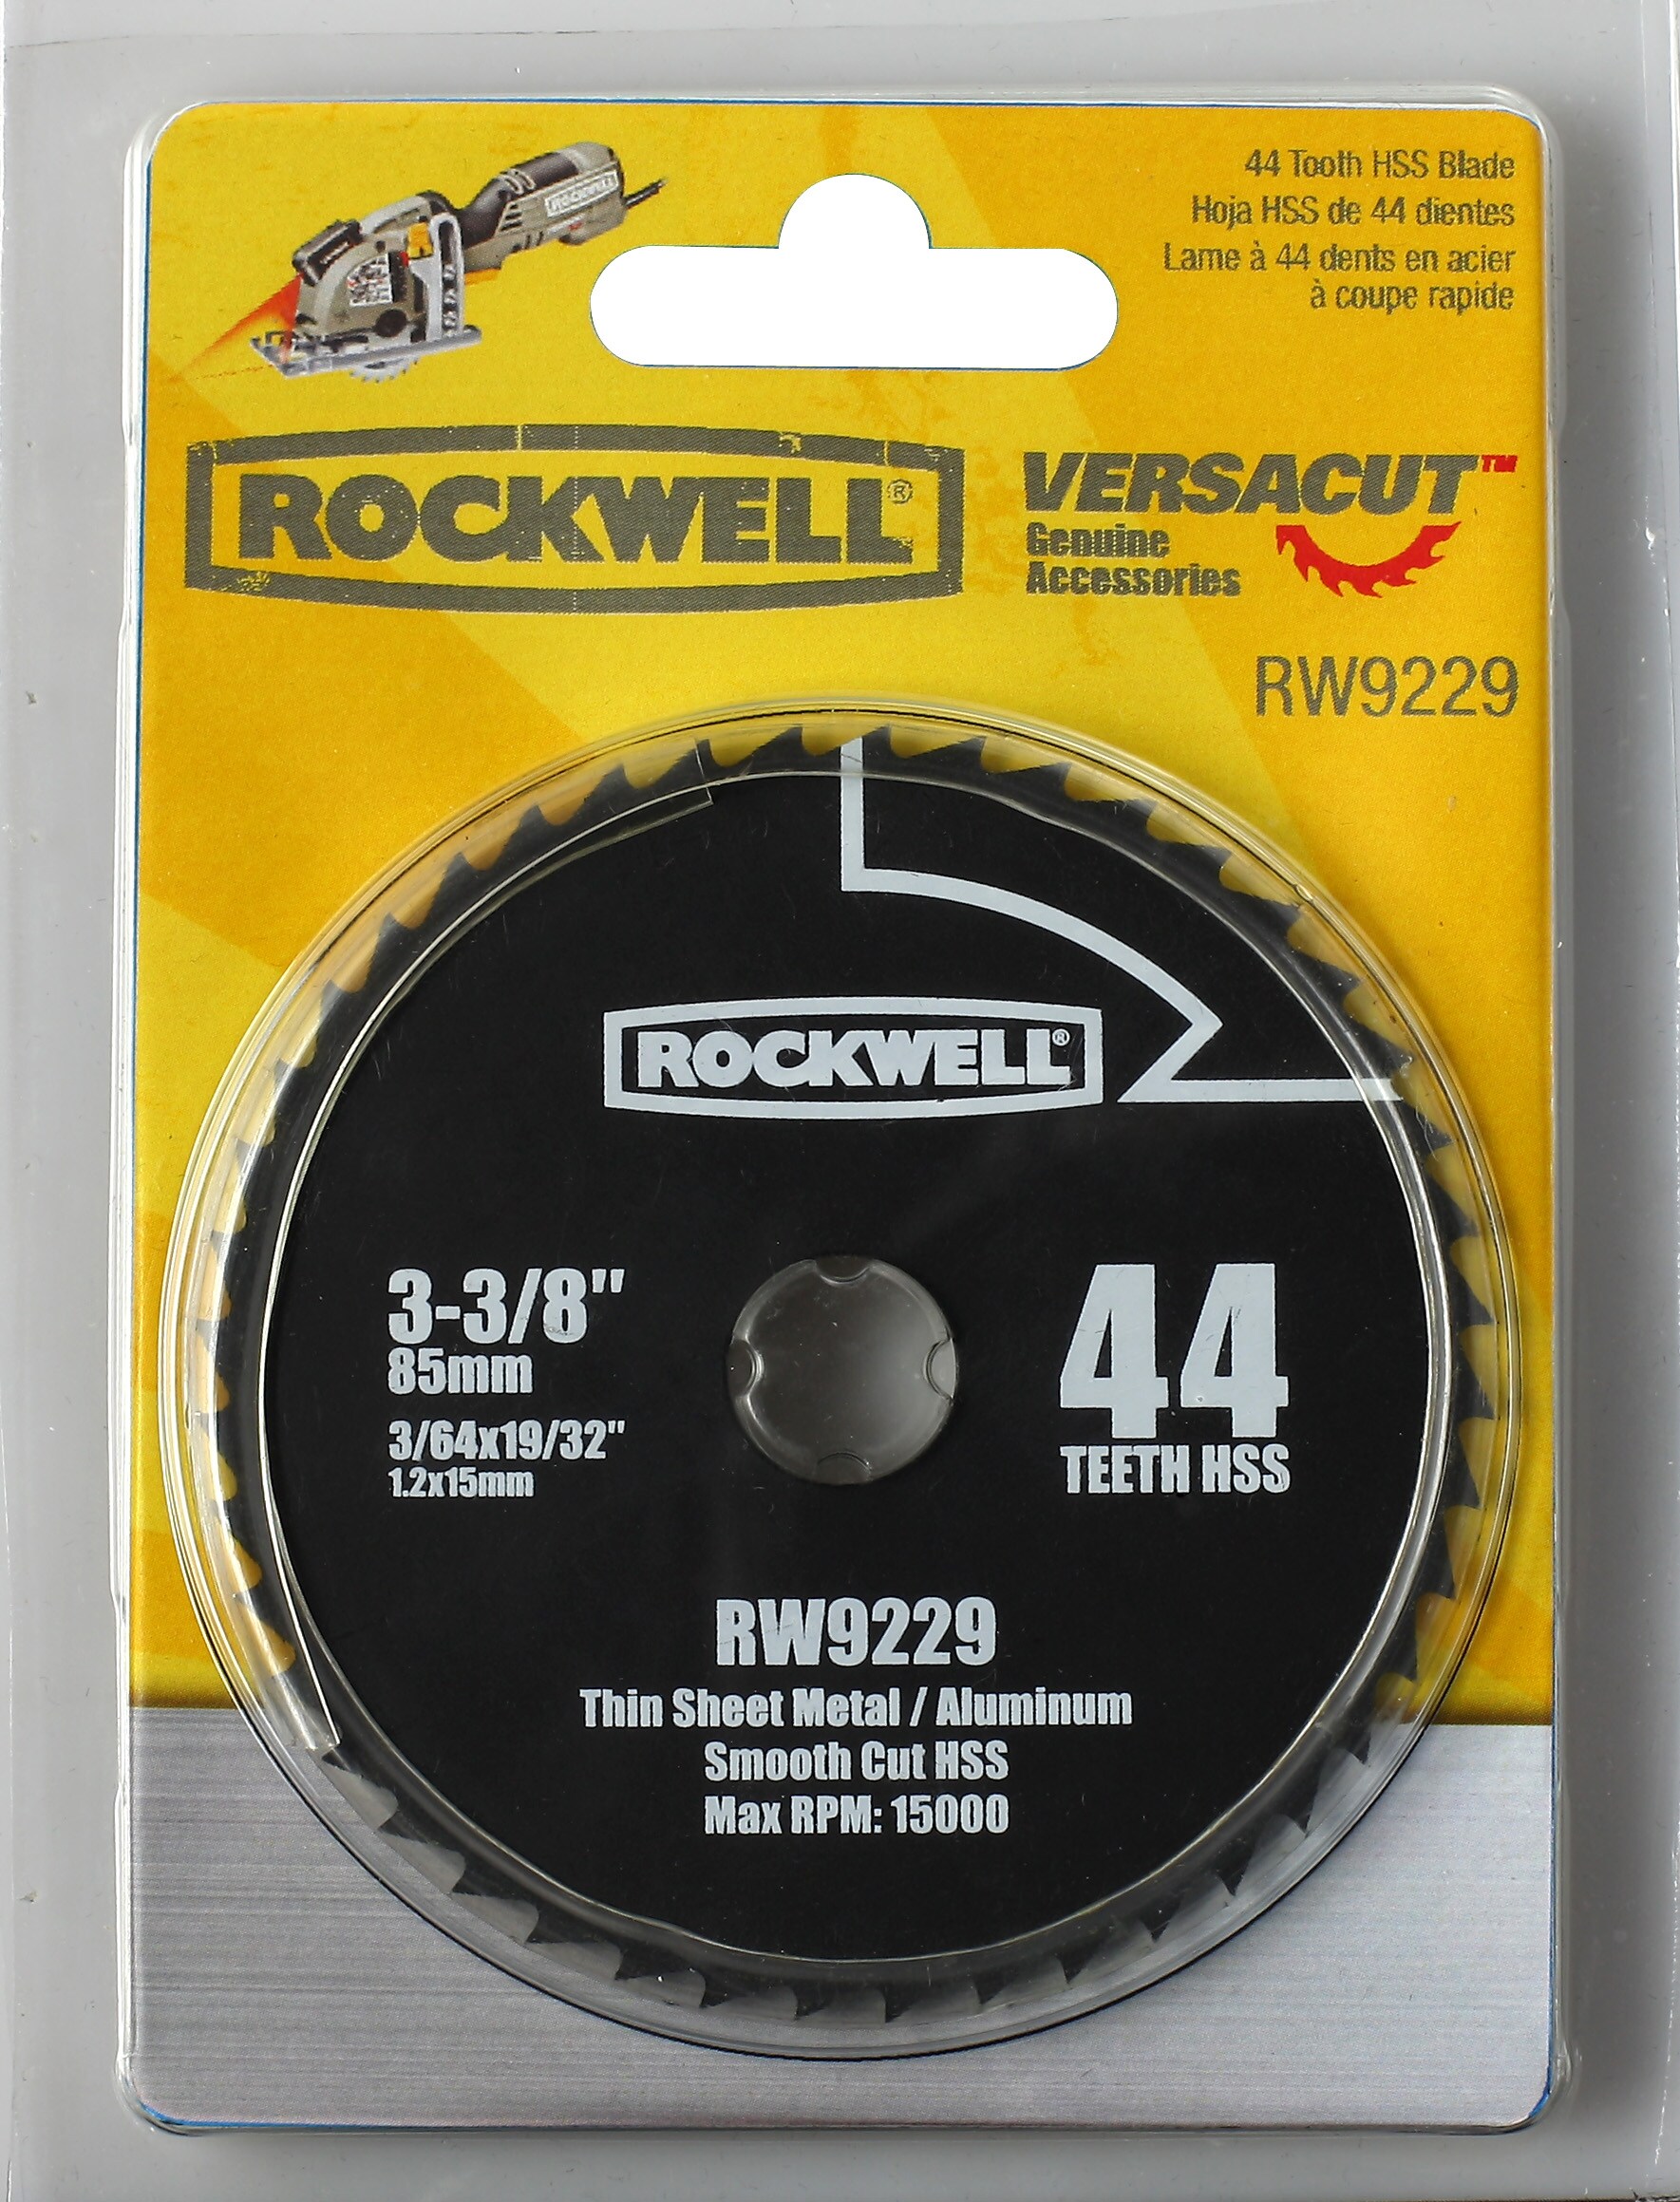 44 Tooth HSS Blade
Hoja HSS de 44 dientes
Lame à 44 dents en acier
à coupe rapide
ROCKWELL
ROCKWELL®
VERSACUT™
Genuine
Accessories
RW9229
ROCKWELL®
3-3/8"
85mm
3/64x19/32"
1.2x15mm
44
TEETH HSS
RW9229
Thin Sheet Metal / Aluminum
Smooth Cut HSS
Max RPM: 15000